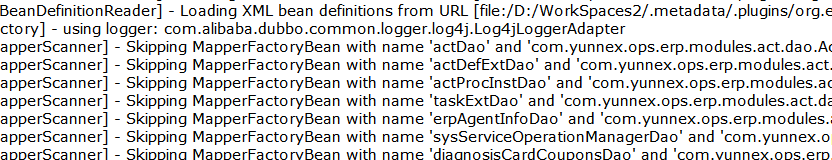 BeanDefinitionReader] - Loading XML bean definitions from URL [file:/D:/WorkSpaces2/.metadata/.plugins/org.e
ctory] - using logger: com.alibaba.dubbo.common.logger.log4j.Log4jLoggerAdapter
apperScanner] - Skipping MapperFactoryBean with name 'actDao' and 'com.yunnex.ops.erp.modules.act.dao.Ac
apperScanner] - Skipping MapperFactoryBean with name 'actDefExtDao' and 'com.yunnex.ops.erp.modules.act.
apperScanner] - Skipping MapperFactoryBean with name 'actProcInstDao' and 'com.yunnex.ops.erp.modules.ac
apperScanner] - Skipping MapperFactoryBean with name 'taskExtDao' and 'com.yunnex.ops.erp.modules.act.da
apperScanner] - Skipping MapperFactoryBean with name 'erpAgentInfoDao' and 'com.yunnex.ops.erp.modules.
apperScanner] - Skipping MapperFactoryBean with name 'sysServiceOperationManagerDao' and 'com.yunnex.
apperScanner] - Skipping MapperFactoryBean with name 'diagnosisCardCouponsDao' and 'com.yunnex.ops.erp